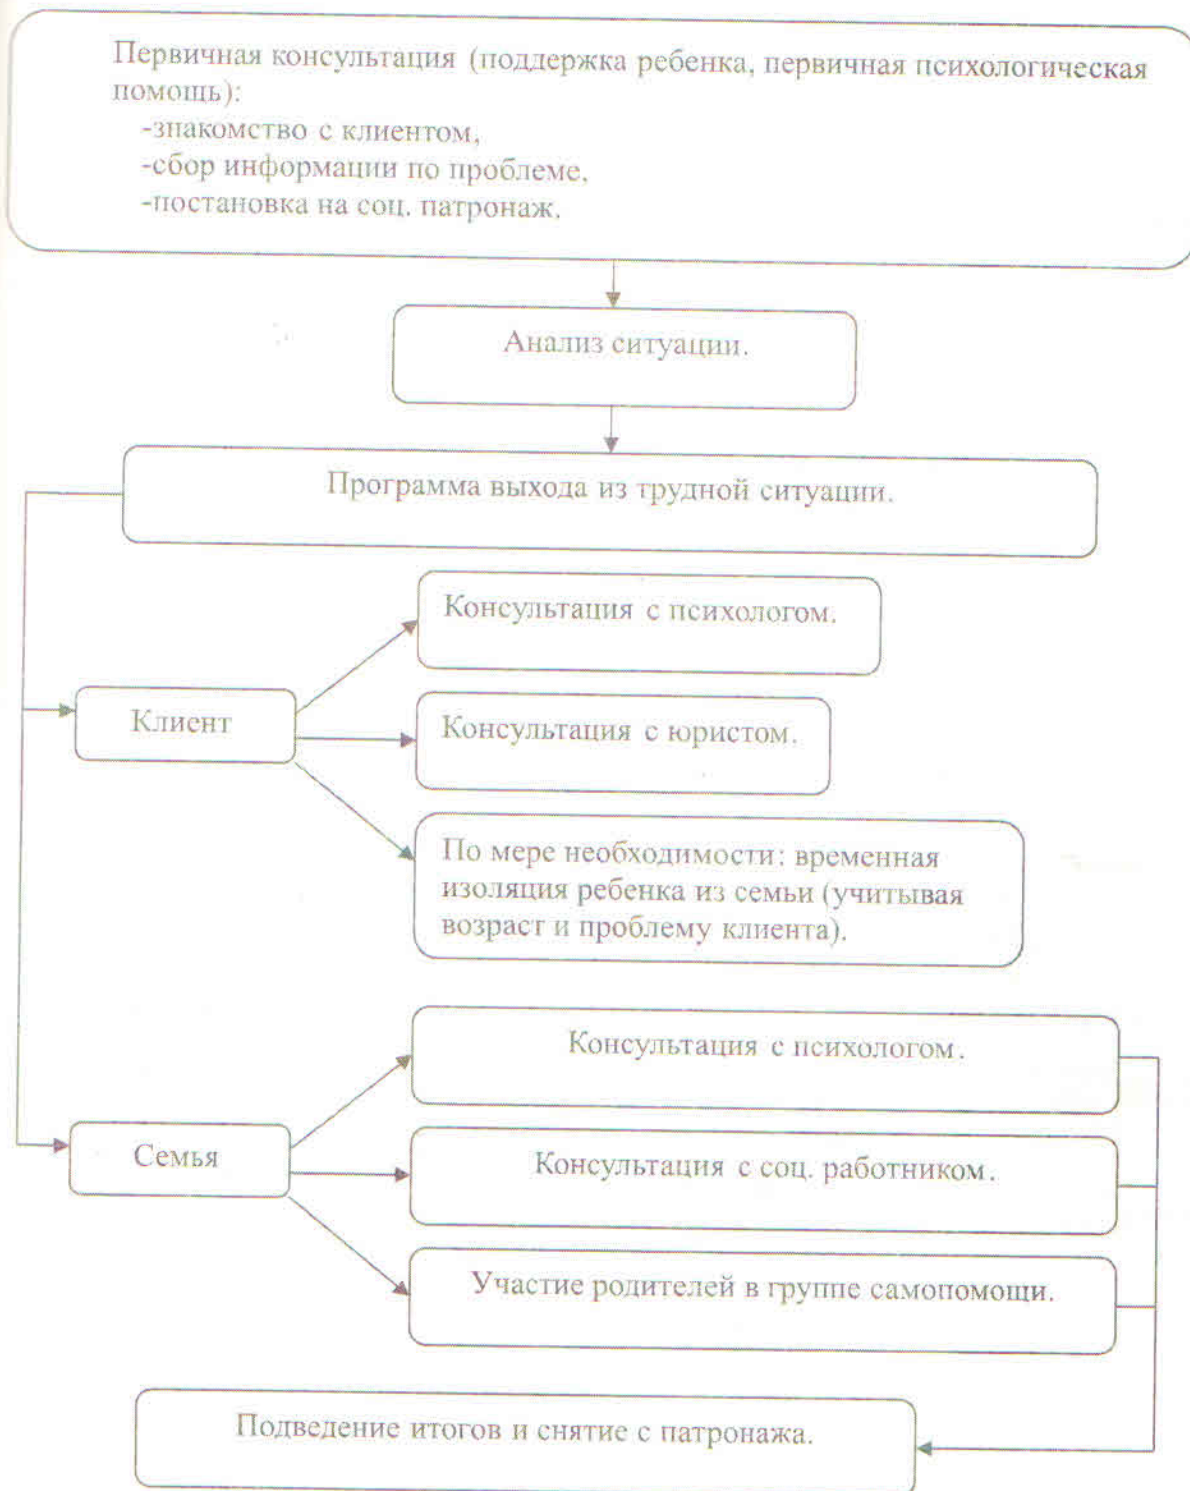 Первичная консультация (поддержка ребенка, первичная психологическая
помощь):
-знакомство с клиентом,
-сбор информации по проблеме,
-постановка на соц. патронаж.
Анализ ситуации.
Программа выхода из трудной ситуации.
Консультация с психологом.
Клиент
Консультация с юристом.
По мере необходимости: временная
изоляция ребенка из семьи (учитывая
возраст и проблему клиента).
Консультация с психологом.
Семья
Консультация с соц. работником.
Участие родителей в группе самопомощи.
Подведение итогов и снятие с патронажа.